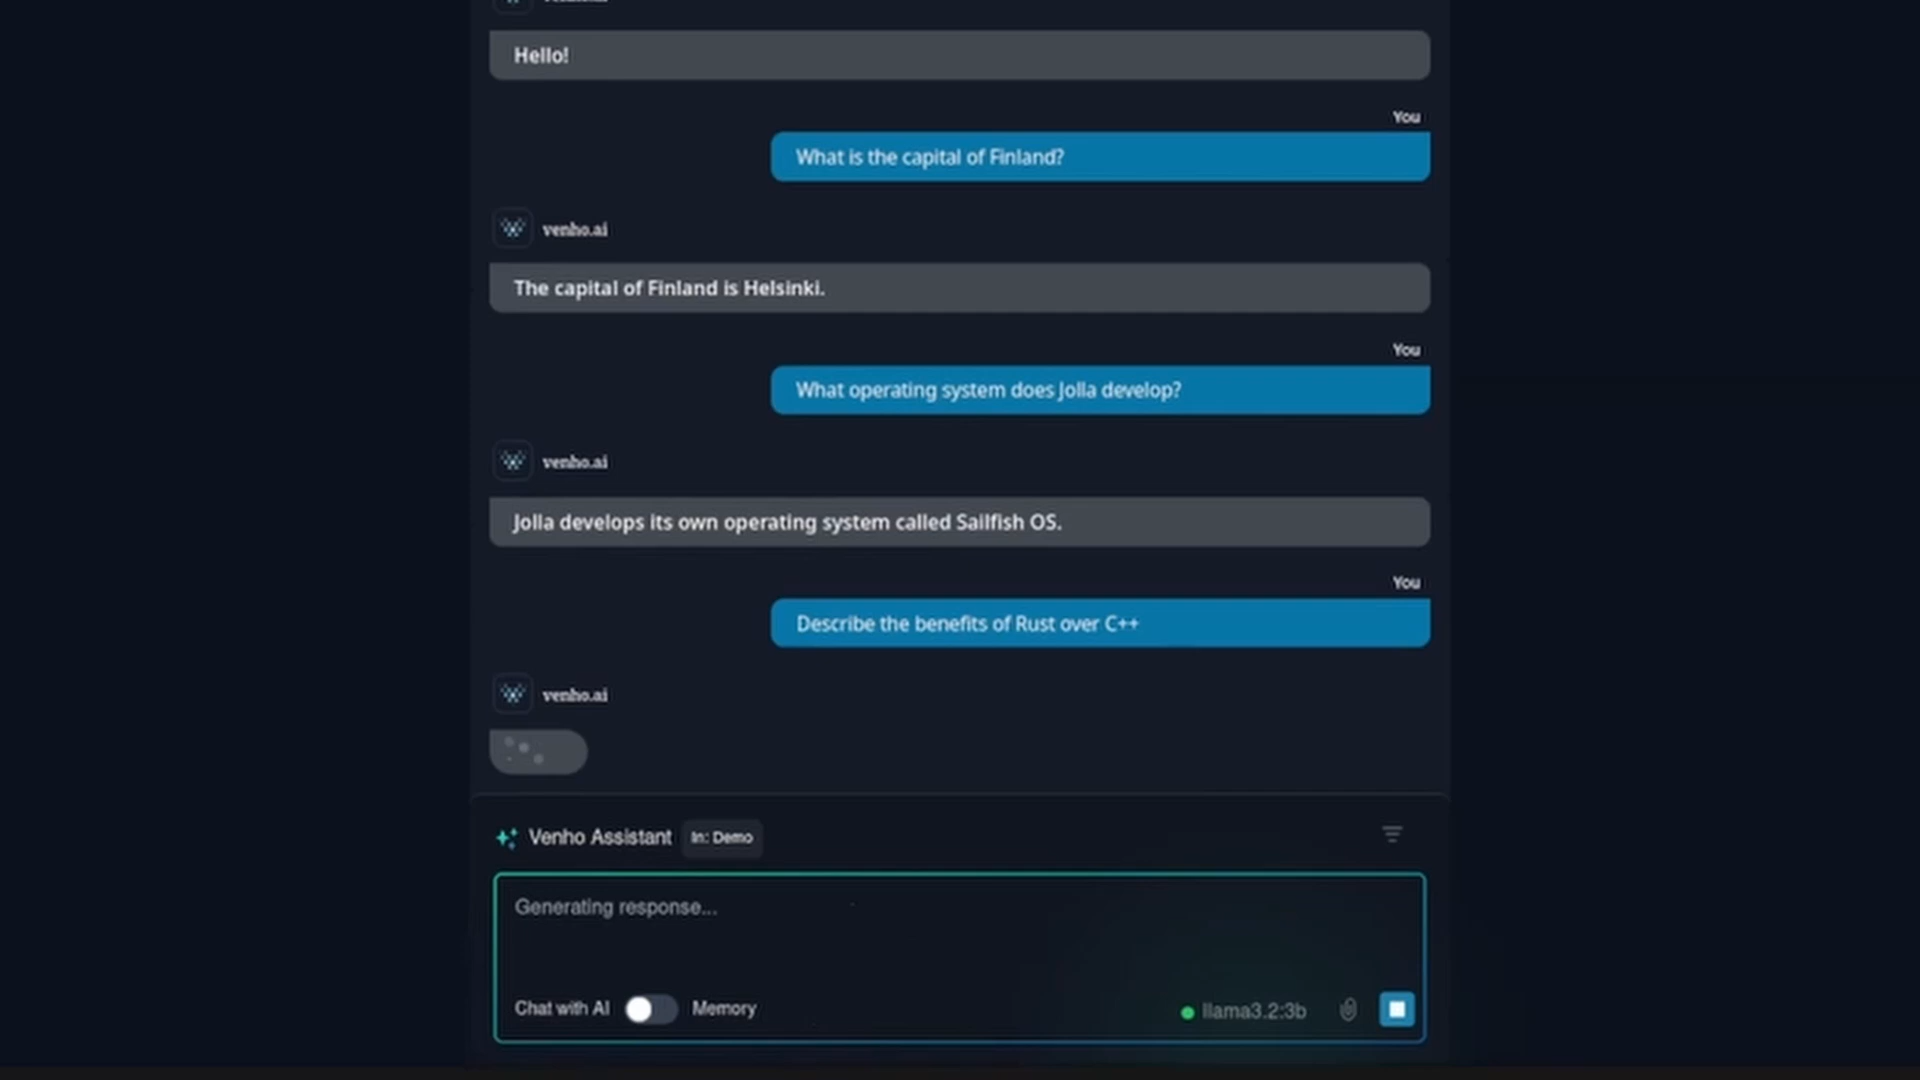 Hello!
You
What is the capital of Finland?
venho.ai
The capital of Finland is Helsinki.
You
What operating system does Jolla develop?
venho.ai
Jolla develops its own operating system called Sailfish OS.
You
Describe the benefits of Rust over C++
venho.ai
Venho Assistant In: Demo
Generating response...
Chat with AI Memory llama3.2:3b